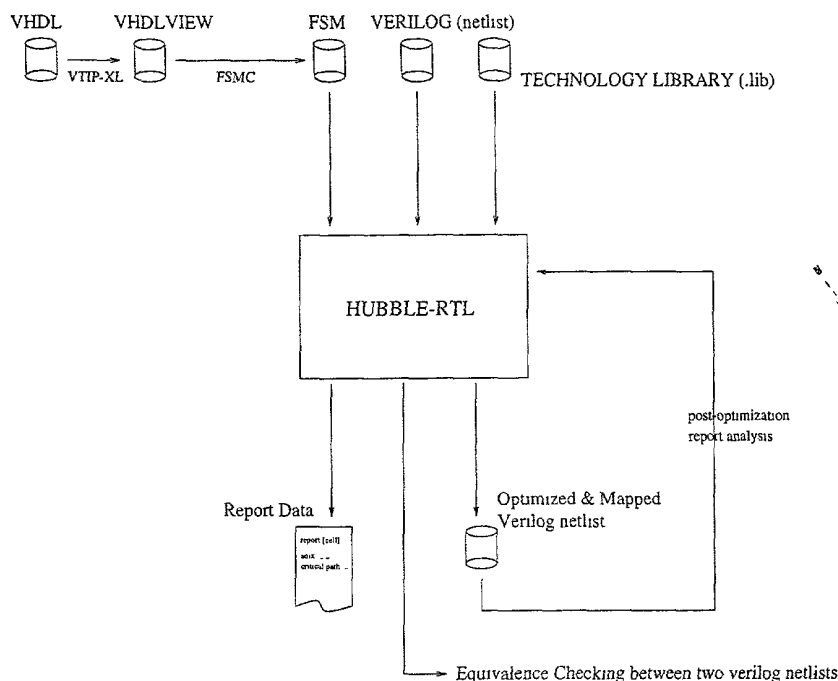 VHDL VHDLVIEW FSM VERILOG (netlist)
VTIP-XL FSMC
TECHNOLOGY LIBRARY (.lib)
HUBBLE-RTL
post-optimization
report analysis
Report Data
Optimized & Mapped
Verilog netlist
report [cell]
critical path
Equivalence Checking between two verilog netlists